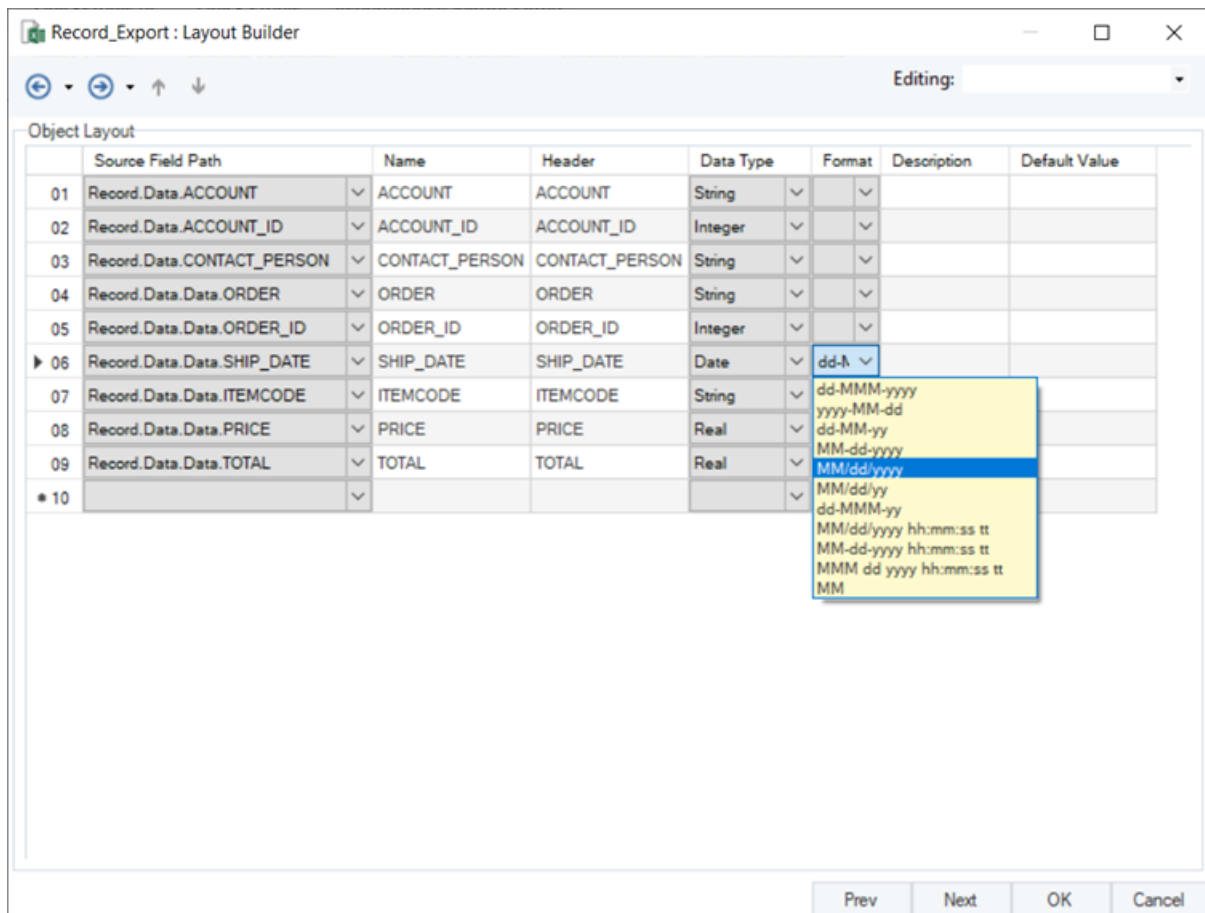 Record_Export : Layout Builder
Editing:
Object Layout
Source Field Path Name Header Data Type Format Description Default Value
01 Record.Data.ACCOUNT ACCOUNT ACCOUNT String
02 Record.Data.ACCOUNT_ID ACCOUNT_ID ACCOUNT_ID Integer
03 Record.Data.CONTACT_PERSON CONTACT_PERSON CONTACT_PERSON String
04 Record.Data.Data.ORDER ORDER ORDER String
05 Record.Data.Data.ORDER_ID ORDER_ID ORDER_ID Integer
06 Record.Data.Data.SHIP_DATE SHIP_DATE SHIP_DATE Date
07 Record.Data.Data.ITEMCODE ITEMCODE ITEMCODE String
08 Record.Data.Data.PRICE PRICE PRICE Real
09 Record.Data.Data.TOTAL TOTAL TOTAL Real
10
dd-MMM-yyyy
yyyy-MM-dd
dd-MM-yy
MM-dd-yyyy
MM/dd/yyyy
MM/dd/yy
dd-MMM-yy
MM/dd/yyyy hh:mm:ss tt
MM-dd-yyyy hh:mm:ss tt
MMM dd yyyy hh:mm:ss tt
MM
Prev Next OK Cancel